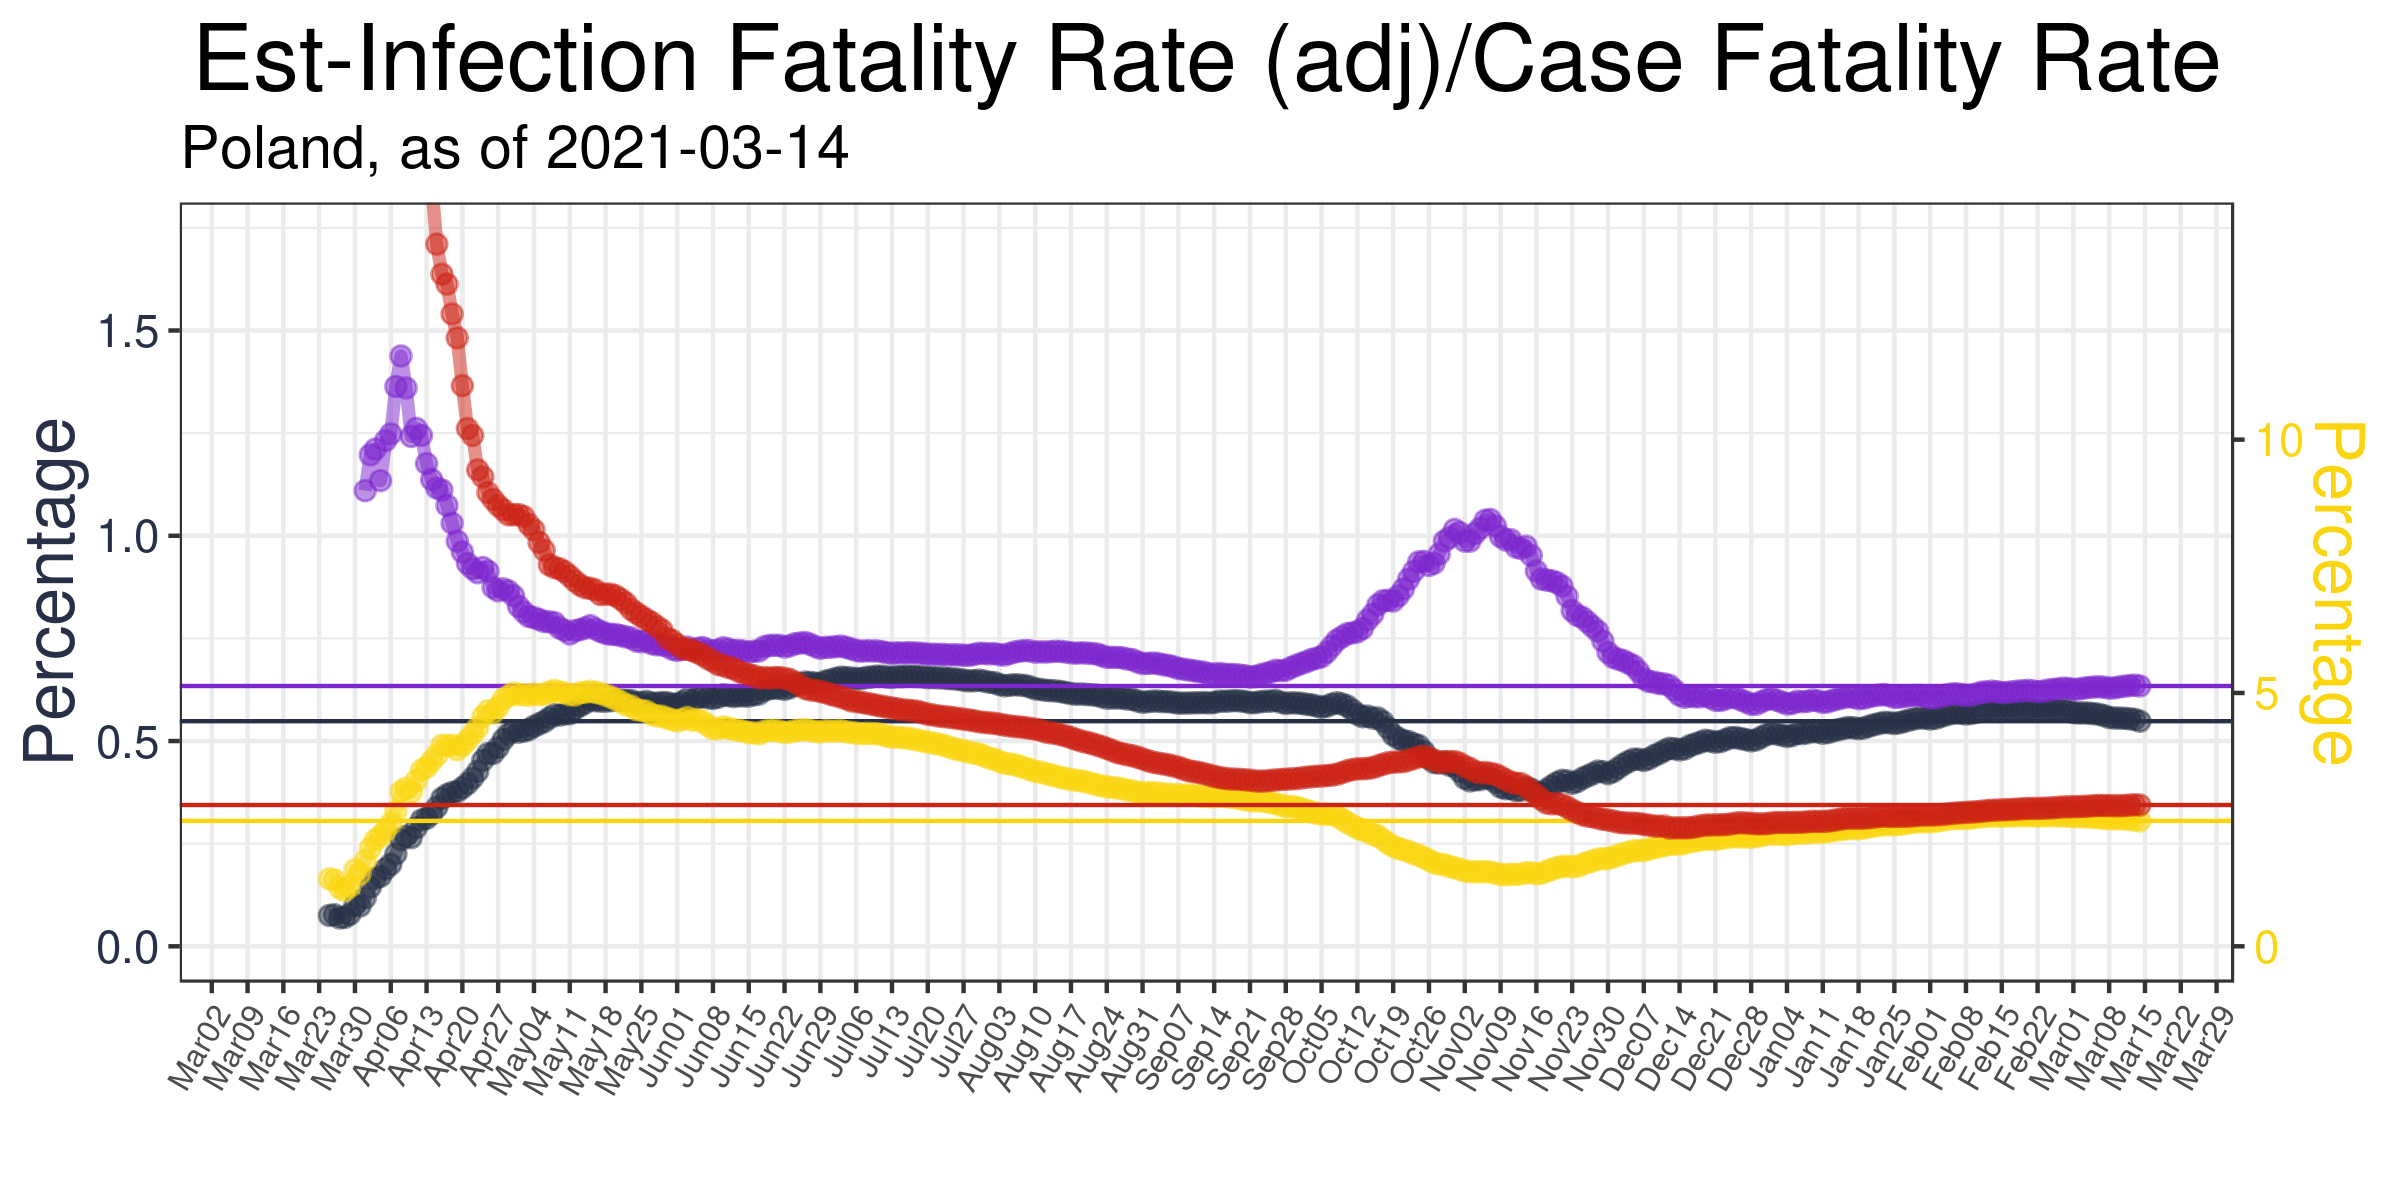 Est-Infection Fatality Rate (adj)/Case Fatality Rate
Poland, as of 2021-03-14
Percentage
1.5
1.0
0.5
0.0
10
5
0
Percentage
Mar02 Mar09 Mar16 Mar23 Mar30 Apr06 Apr13 Apr20 Apr27 May04 May11 May18 May25 Jun01 Jun08 Jun15 Jun22 Jun29 Jul06 Jul13 Jul20 Jul27 Aug03 Aug10 Aug17 Aug24 Aug31 Sep07 Sep14 Sep21 Sep28 Oct05 Oct12 Oct19 Oct26 Nov02 Nov09 Nov16 Nov23 Nov30 Dec07 Dec14 Dec21 Dec28 Jan04 Jan11 Jan18 Jan25 Feb01 Feb08 Feb15 Feb22 Mar01 Mar08 Mar15 Mar22 Mar29